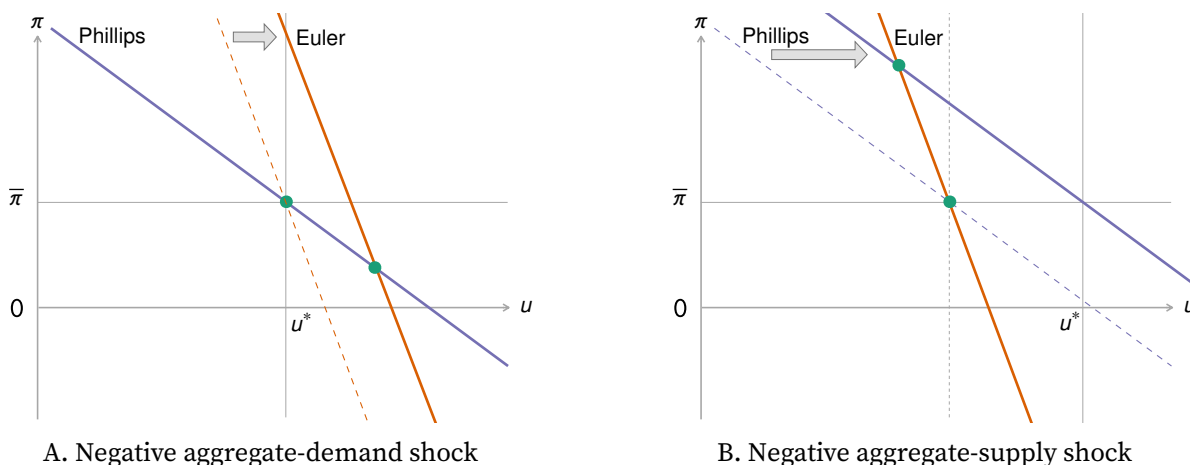 π
Phillips
Euler
π̅
0
u
u*
A. Negative aggregate-demand shock
π
Phillips
Euler
π̅
0
u
u*
B. Negative aggregate-supply shock